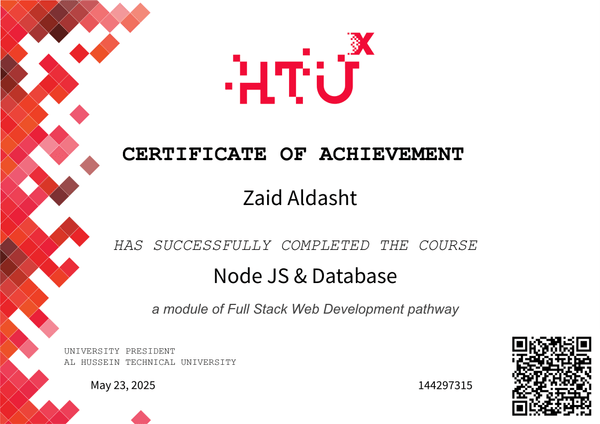 HTU x
CERTIFICATE OF ACHIEVEMENT
Zaid Aldasht
HAS SUCCESSFULLY COMPLETED THE COURSE
Node JS & Database
a module of Full Stack Web Development pathway
UNIVERSITY PRESIDENT
AL HUSSEIN TECHNICAL UNIVERSITY
May 23, 2025
144297315